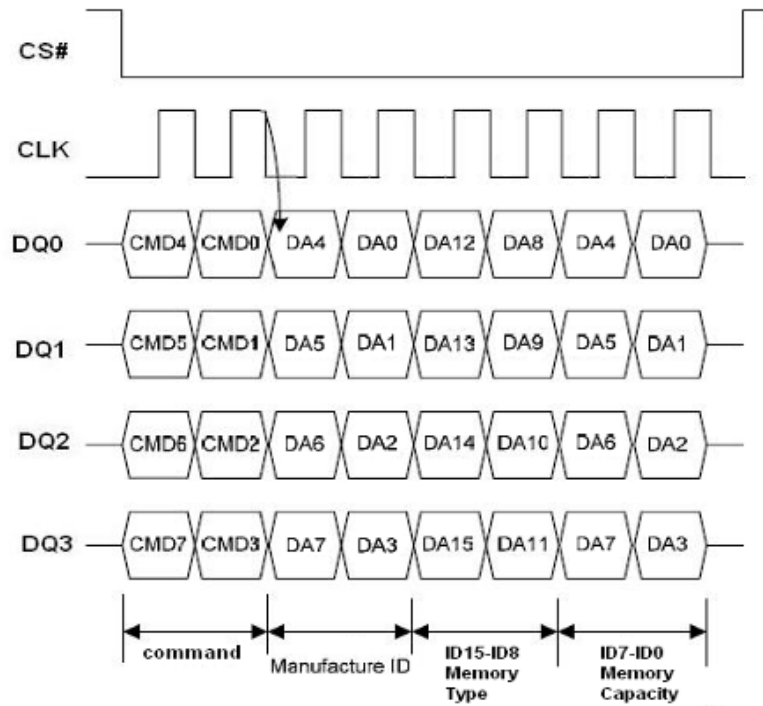 CS#
CLK
DQ0 CMD4 CMD0 DA4 DA0 DA12 DA8 DA4 DA0
DQ1 CMD5 CMD1 DA5 DA1 DA13 DA9 DA5 DA1
DQ2 CMD6 CMD2 DA6 DA2 DA14 DA10 DA6 DA2
DQ3 CMD7 CMD3 DA7 DA3 DA15 DA11 DA7 DA3
command
Manufacture ID
ID15-ID8
Memory
Type
ID7-ID0
Memory
Capacity